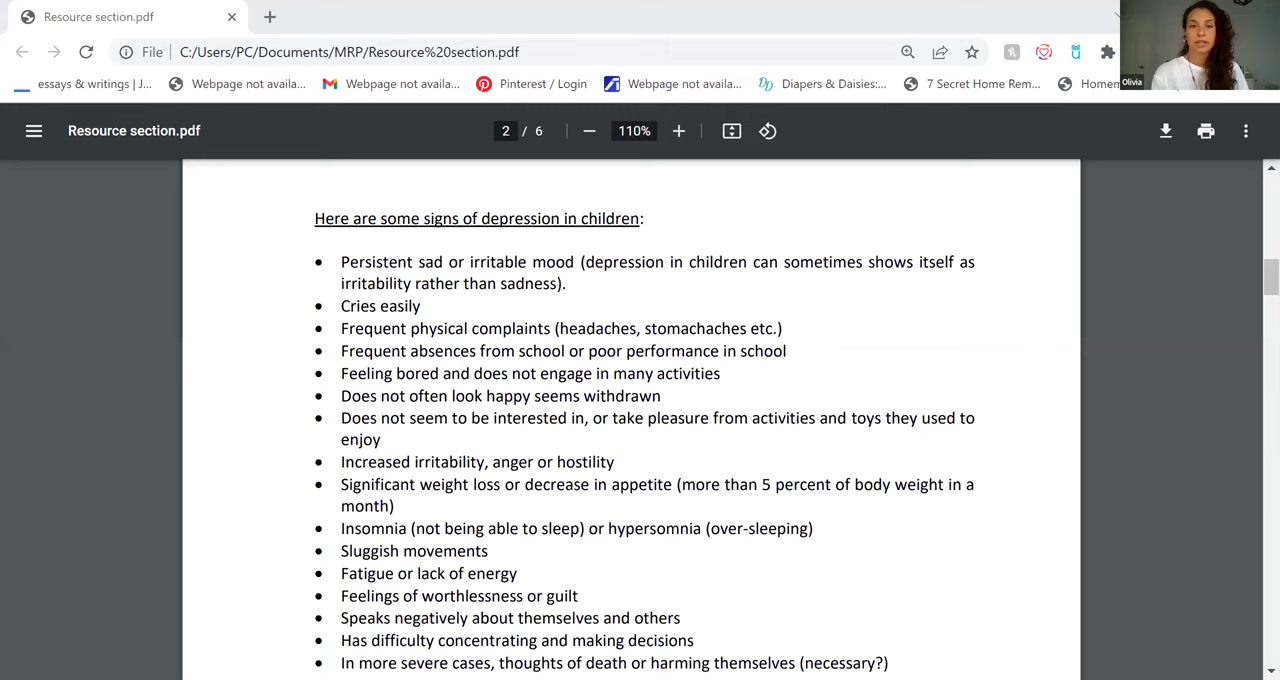 Resource section.pdf
File C:/Users/PC/Documents/MRP/Resource%20section.pdf
essays & writings | J... Webpage not availa... Webpage not availa... Pinterest / Login Webpage not availa... Diapers & Daisies:... 7 Secret Home Rem... Homem
Olivia
Resource section.pdf 2 / 6 110%
Here are some signs of depression in children:
• Persistent sad or irritable mood (depression in children can sometimes shows itself as
irritability rather than sadness).
• Cries easily
• Frequent physical complaints (headaches, stomachaches etc.)
• Frequent absences from school or poor performance in school
• Feeling bored and does not engage in many activities
• Does not often look happy seems withdrawn
• Does not seem to be interested in, or take pleasure from activities and toys they used to
enjoy
• Increased irritability, anger or hostility
• Significant weight loss or decrease in appetite (more than 5 percent of body weight in a
month)
• Insomnia (not being able to sleep) or hypersomnia (over-sleeping)
• Sluggish movements
• Fatigue or lack of energy
• Feelings of worthlessness or guilt
• Speaks negatively about themselves and others
• Has difficulty concentrating and making decisions
• In more severe cases, thoughts of death or harming themselves (necessary?)